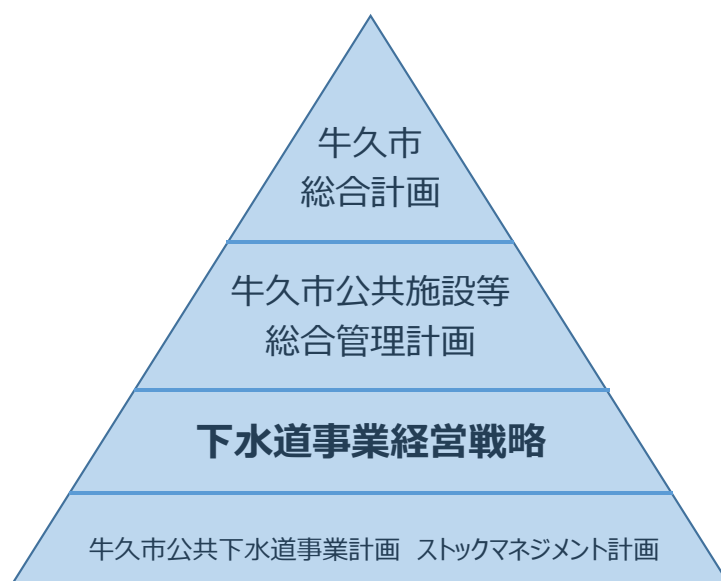 牛久市
総合計画
牛久市公共施設等
総合管理計画
下水道事業経営戦略
牛久市公共下水道事業計画 ストックマネジメント計画